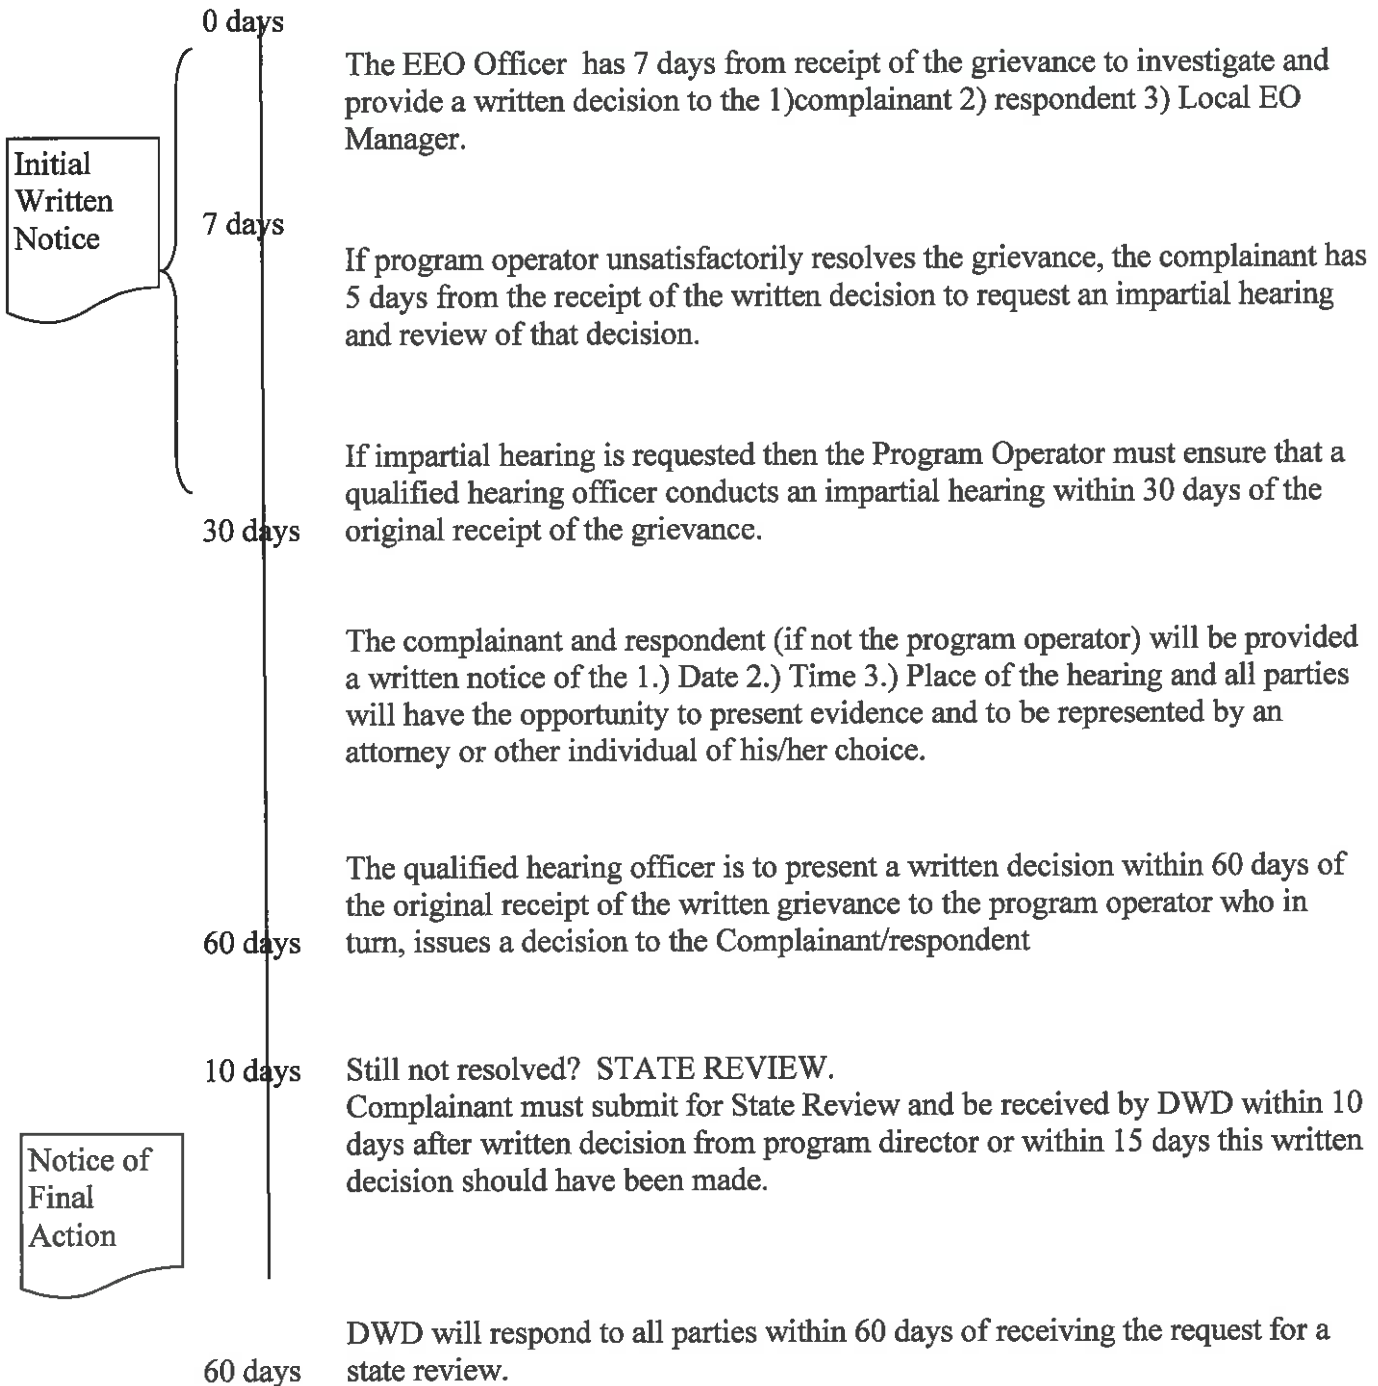 0 days
The EEO Officer has 7 days from receipt of the grievance to investigate and
provide a written decision to the 1)complainant 2) respondent 3) Local EO
Manager.
Initial
Written
Notice
7 days
If program operator unsatisfactorily resolves the grievance, the complainant has
5 days from the receipt of the written decision to request an impartial hearing
and review of that decision.
If impartial hearing is requested then the Program Operator must ensure that a
qualified hearing officer conducts an impartial hearing within 30 days of the
30 days
original receipt of the grievance.
The complainant and respondent (if not the program operator) will be provided
a written notice of the 1.) Date 2.) Time 3.) Place of the hearing and all parties
will have the opportunity to present evidence and to be represented by an
attorney or other individual of his/her choice.
The qualified hearing officer is to present a written decision within 60 days of
the original receipt of the written grievance to the program operator who in
60 days
turn, issues a decision to the Complainant/respondent
10 days
Still not resolved? STATE REVIEW.
Complainant must submit for State Review and be received by DWD within 10
days after written decision from program director or within 15 days this written
decision should have been made.
Notice of
Final
Action
DWD will respond to all parties within 60 days of receiving the request for a
60 days
state review.